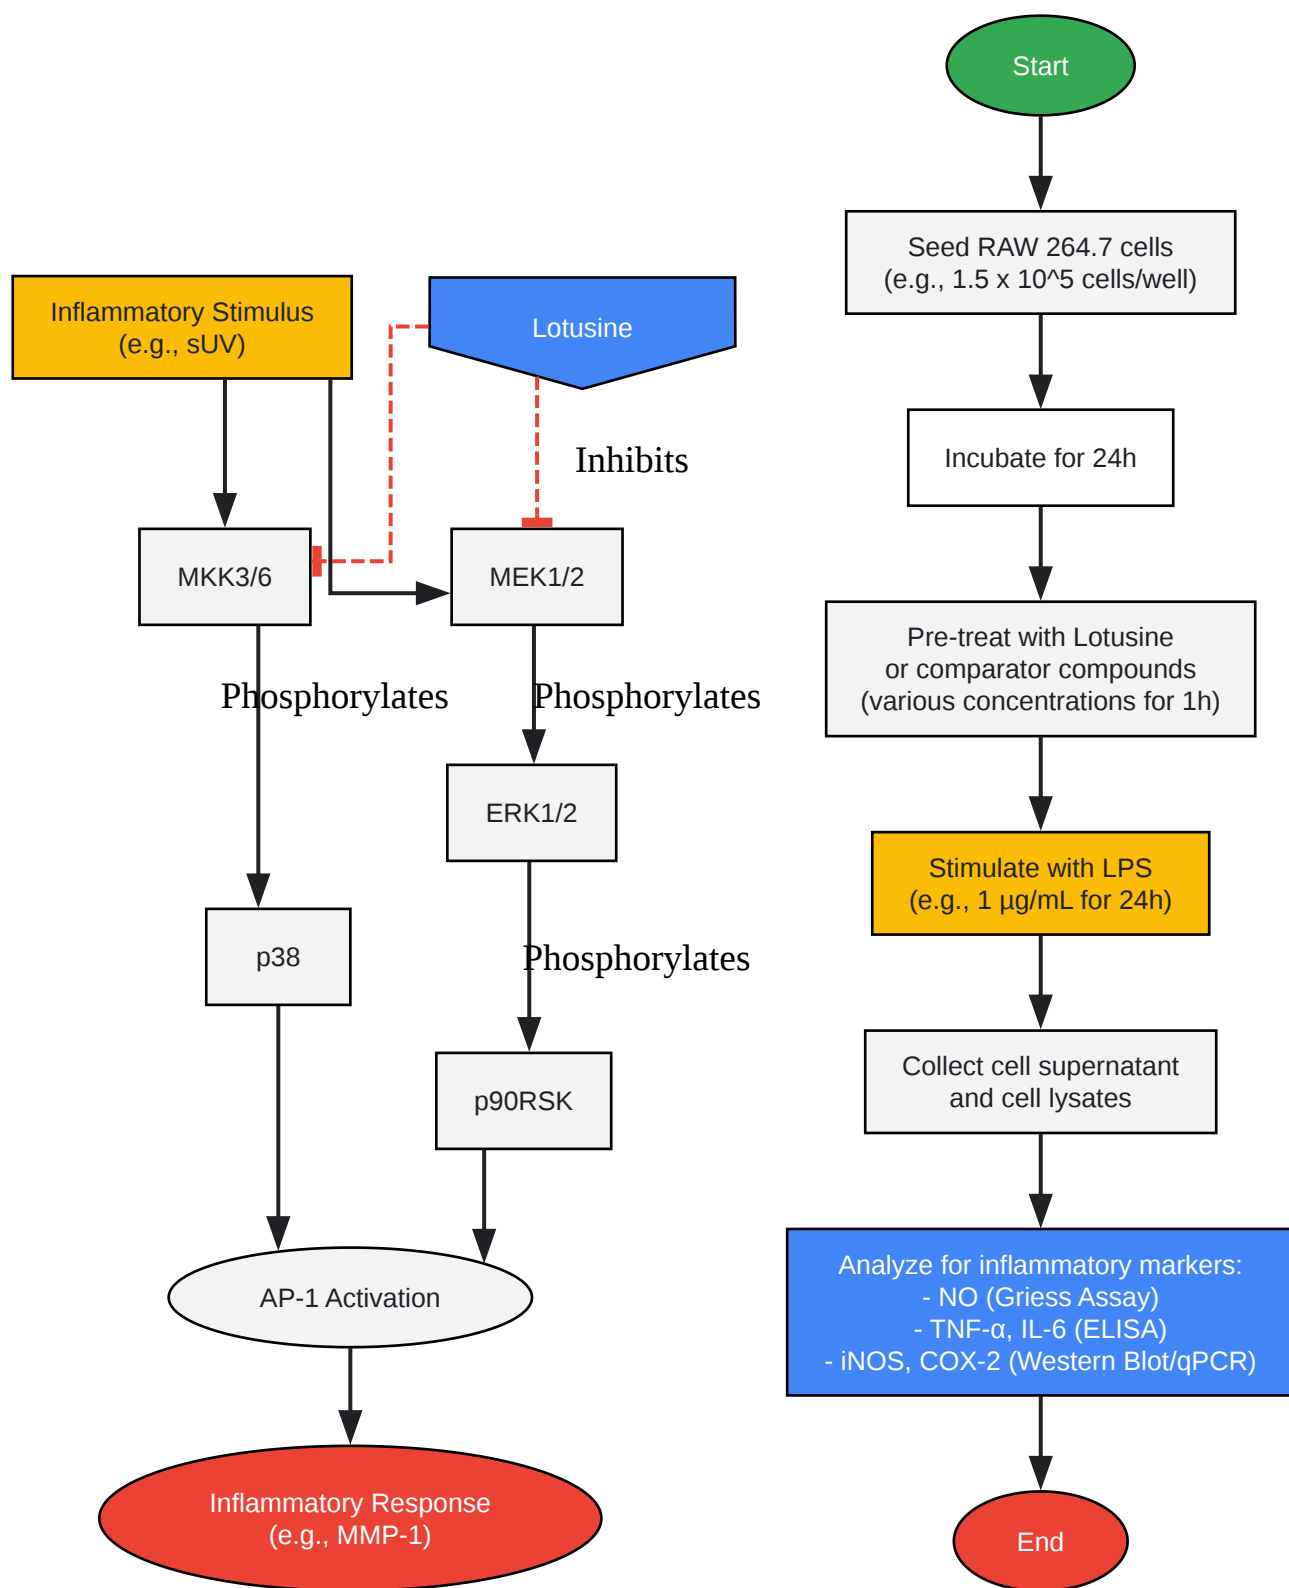 Inflammatory Stimulus
(e.g., sUV)
Lotusine
Inhibits
MKK3/6
MEK1/2
Phosphorylates
Phosphorylates
ERK1/2
p38
Phosphorylates
p90RSK
AP-1 Activation
Inflammatory Response
(e.g., MMP-1)
Start
Seed RAW 264.7 cells
(e.g., 1.5 x 10^5 cells/well)
Incubate for 24h
Pre-treat with Lotusine
or comparator compounds
(various concentrations for 1h)
Stimulate with LPS
(e.g., 1 µg/mL for 24h)
Collect cell supernatant
and cell lysates
Analyze for inflammatory markers:
- NO (Griess Assay)
- TNF-α, IL-6 (ELISA)
- iNOS, COX-2 (Western Blot/qPCR)
End